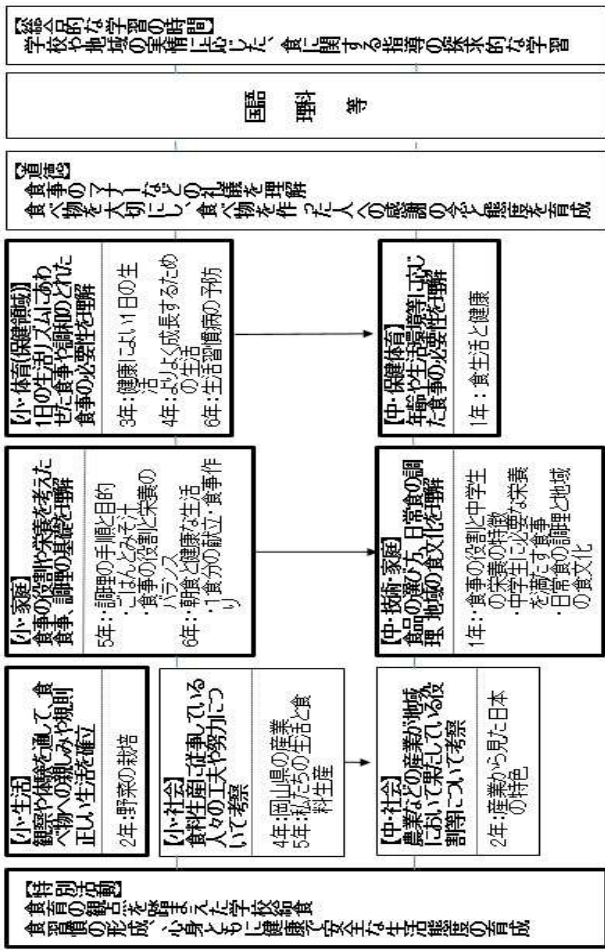 【特別活動】
食育の観点を踏まえた学校給食
食習慣の形成、心身ともに健康で安全な生活態度の育成
【小・生活】
観察や体験を通して、食
べ物への親しみや規則
正しい生活を確立
2年：野菜の栽培
【小・社会】
食料生産に従事している
人々の工夫や努力につ
いて考察
4年：岡山県の産業
5年：私たちの生活と食
料生産
【中・社会】
農業などの産業が地域
において果たしている役
割等について考察
2年：産業から見た日本
の特色
【小・家庭】
食事の役割や栄養を考えた
食事、調理の基礎を理解
5年：・調理の手順と目的
・ごはんとみそ汁
・食事の役割と栄養の
バランス
6年：・朝食と健康な生活
・1食分の献立・食事作
り
【中・技術・家庭】
食品の選び方、日常食の調
理、地域の食文化を理解
1年：・食事の役割と中学生
の栄養の特徴
・中学生に必要な栄養
を満たす食事
・日常食の調理と地域
の食文化
【小・体育(保健領域)】
1日の生活リズムにあわ
せた食事や調和のとれた
食事の必要性を理解
3年：健康によい1日の生
活
4年：よりよく成長するため
の生活
6年：生活習慣病の予防
【中・保健体育】
年齢や生活環境等に応じ
た食事の必要性を理解
1年：食生活と健康
【道徳】
食事のマナーなどの礼儀を理解
食べ物を大切にし、食べ物を作った人への感謝の念と態度を育成
国語　理科　等
【総合的な学習の時間】
学校や地域の実情に応じた、食に関する指導の探求的な学習